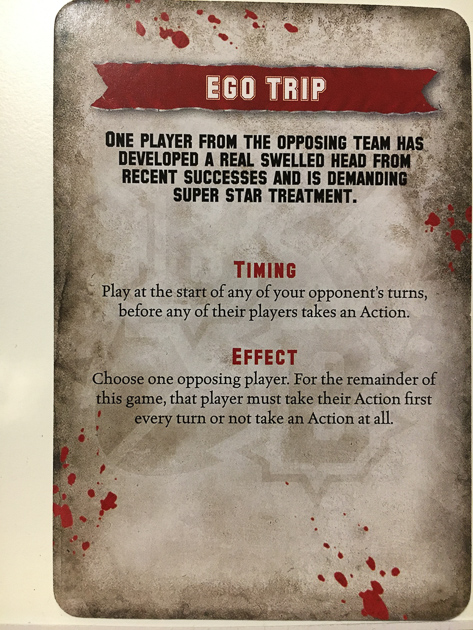 EGO TRIP
ONE PLAYER FROM THE OPPOSING TEAM HAS
DEVELOPED A REAL SWELLED HEAD FROM
RECENT SUCCESSES AND IS DEMANDING
SUPER STAR TREATMENT.
TIMING
Play at the start of any of your opponent's turns,
before any of their players takes an Action.
EFFECT
Choose one opposing player. For the remainder of
this game, that player must take their Action first
every turn or not take an Action at all.